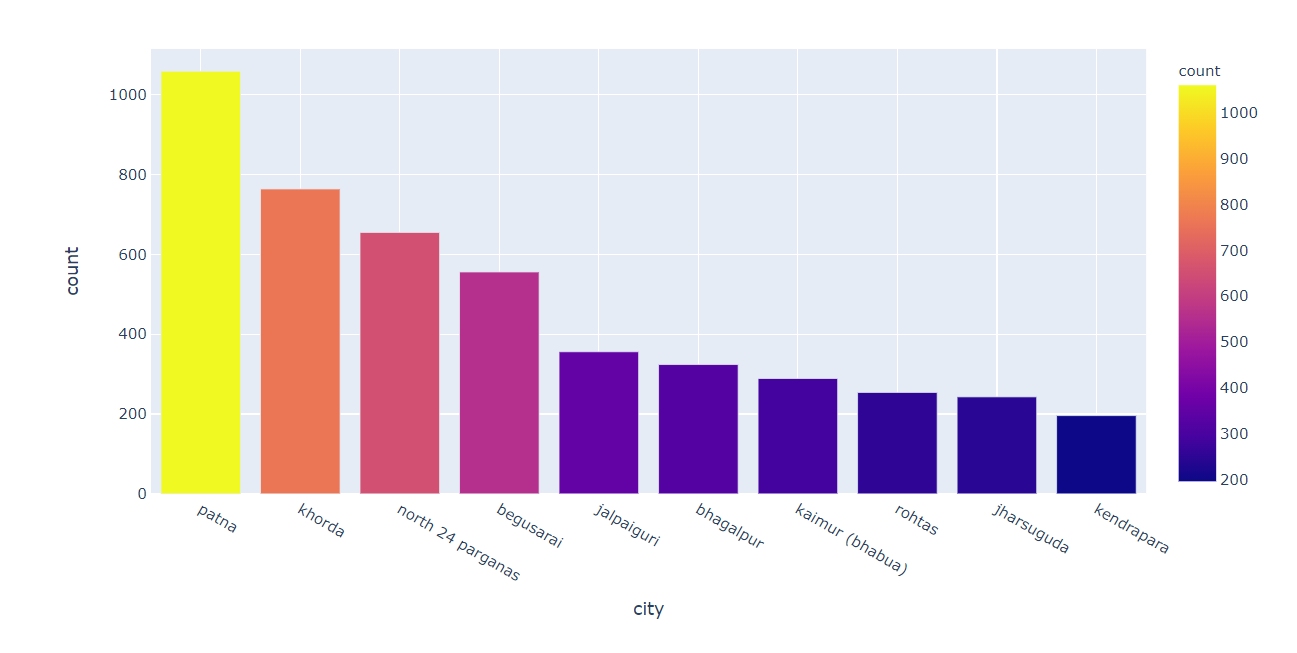 count
1000
800
600
400
200
0
patna
khorda
north 24 parganas
begusarai
jalpaiguri
bhagalpur
kaimur (bhabua)
rohtas
jharsuguda
kendrapara
city
count
1000
900
800
700
600
500
400
300
200